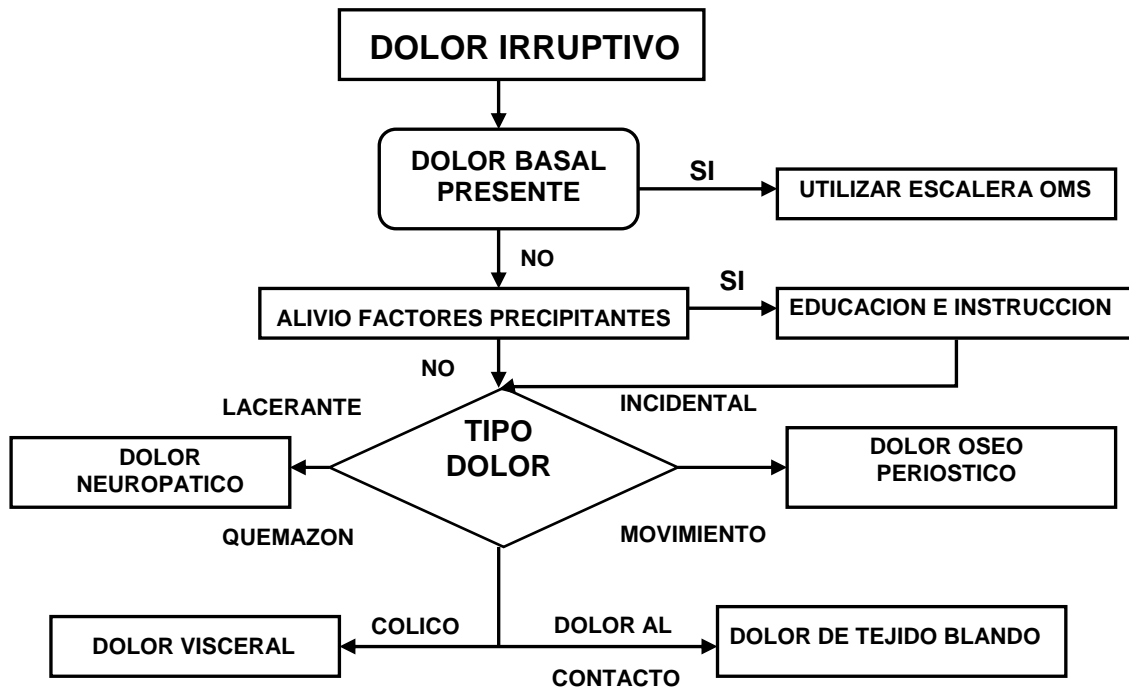 DOLOR IRRUPTIVO
DOLOR BASAL
PRESENTE
SI
UTILIZAR ESCALERA OMS
NO
SI
ALIVIO FACTORES PRECIPITANTES
EDUCACION E INSTRUCCION
NO
LACERANTE
INCIDENTAL
TIPO
DOLOR
DOLOR
NEUROPATICO
DOLOR OSEO
PERIOSTICO
QUEMAZON
MOVIMIENTO
COLICO
DOLOR AL
CONTACTO
DOLOR VISCERAL
DOLOR DE TEJIDO BLANDO